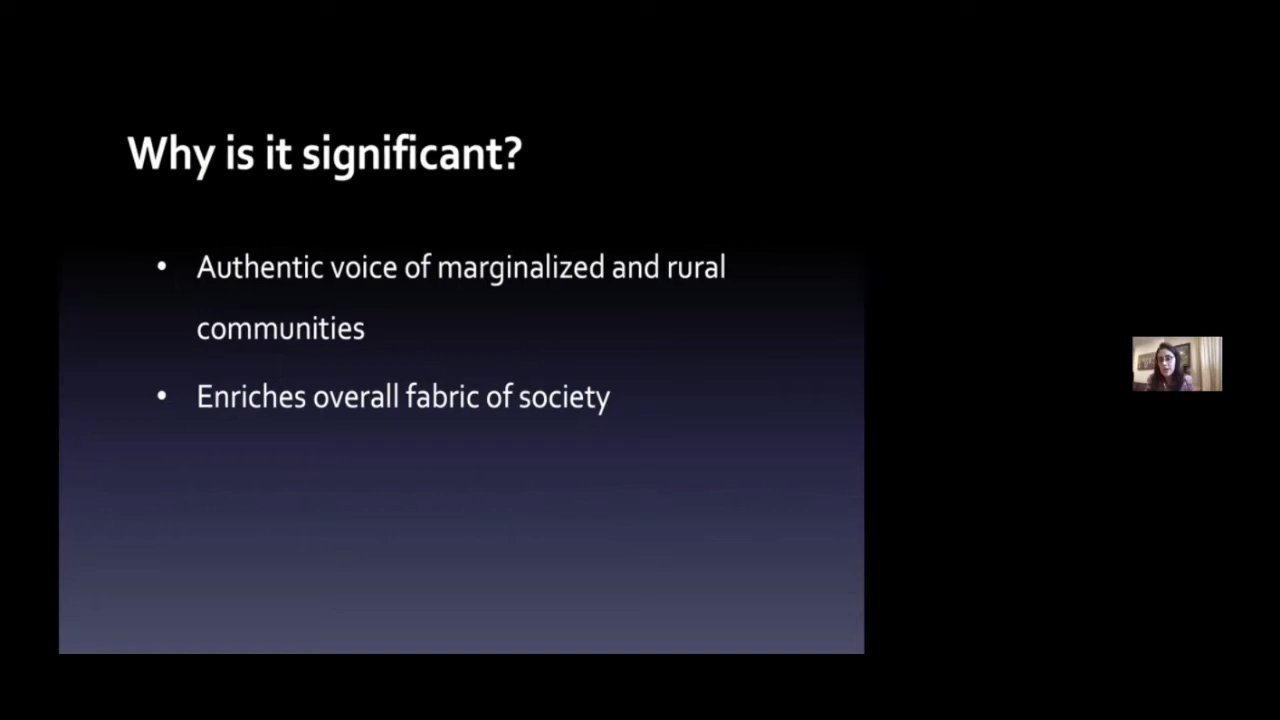 Why is it significant?
• Authentic voice of marginalized and rural
communities
• Enriches overall fabric of society